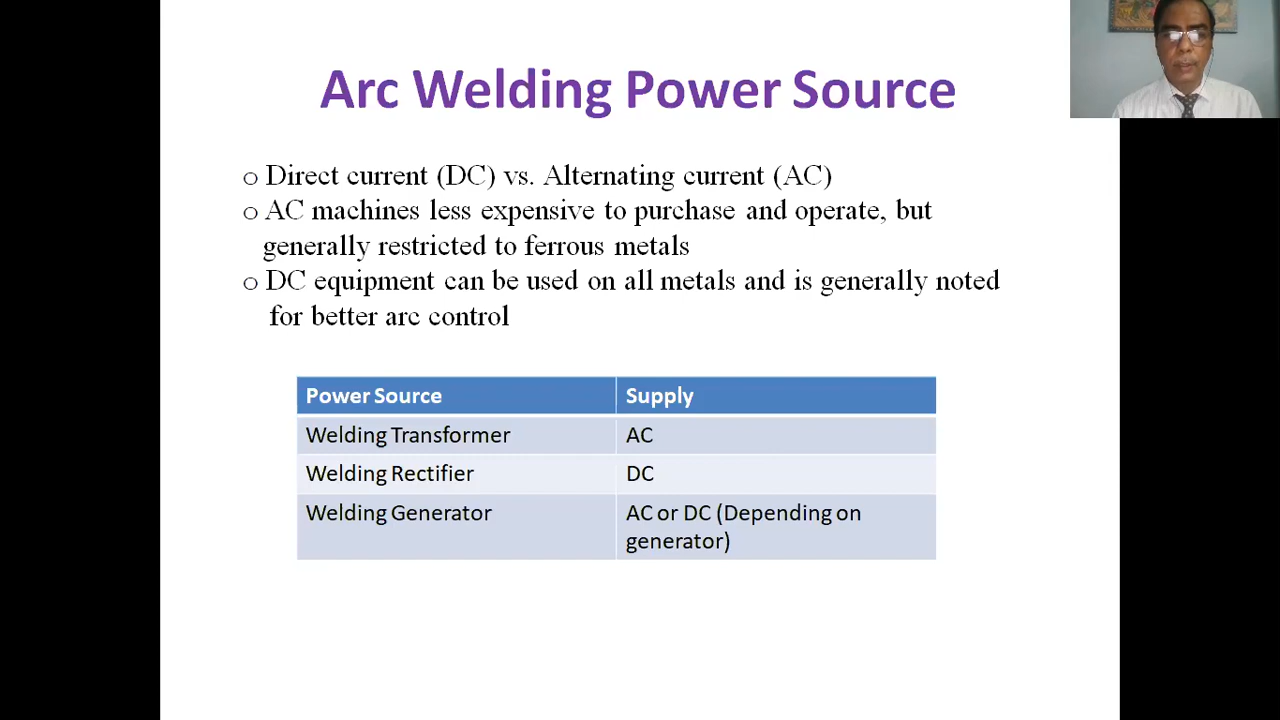 Arc Welding Power Source
o Direct current (DC) vs. Alternating current (AC)
o AC machines less expensive to purchase and operate, but
generally restricted to ferrous metals
o DC equipment can be used on all metals and is generally noted
for better arc control
Power Source Supply
Welding Transformer AC
Welding Rectifier DC
Welding Generator AC or DC (Depending on
generator)